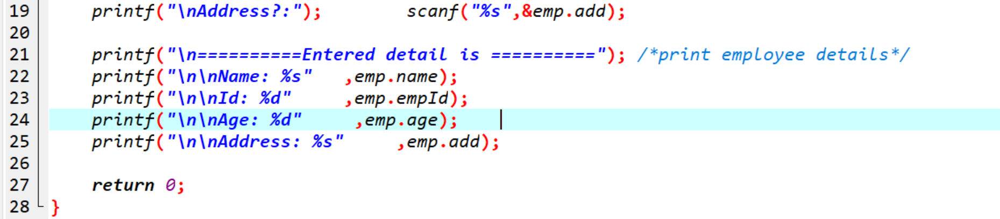 19 printf("\nAddress?:"); scanf("%s",&emp.add);
20
21 printf("\n==========Entered detail is =========="); /*print employee details*/
22 printf("\n\nName: %s" ,emp.name);
23 printf("\n\nId: %d" ,emp.empId);
24 printf("\n\nAge: %d" ,emp.age);
25 printf("\n\nAddress: %s" ,emp.add);
26
27 return 0;
28 }